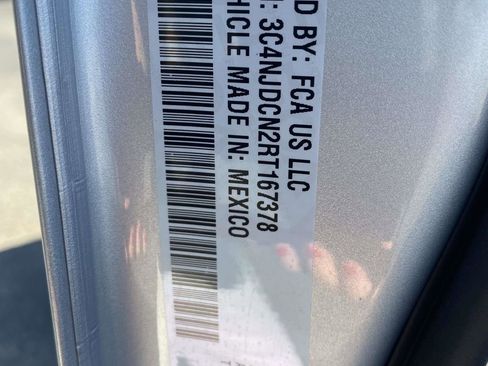 D BY: FCA US LLC
: 3C4NJDCN2RT167378
HICLE MADE IN: MEXICO